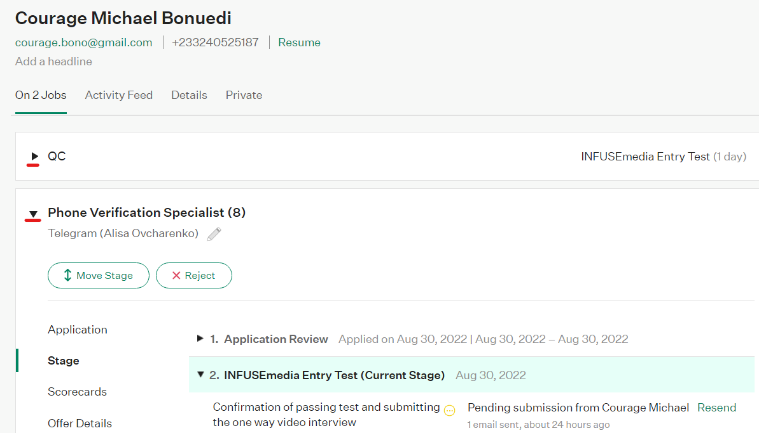 Courage Michael Bonuedi
courage.bono@gmail.com +233240525187 Resume
Add a headline
On 2 Jobs Activity Feed Details Private
QC INFUSEmedia Entry Test (1 day)
Phone Verification Specialist (8)
Telegram (Alisa Ovcharenko)
Move Stage Reject
Application
1. Application Review Applied on Aug 30, 2022 | Aug 30, 2022 – Aug 30, 2022
Stage
2. INFUSEmedia Entry Test (Current Stage) Aug 30, 2022
Scorecards
Confirmation of passing test and submitting Pending submission from Courage Michael Resend
Offer Details
the one way video interview 1 email sent, about 24 hours ago